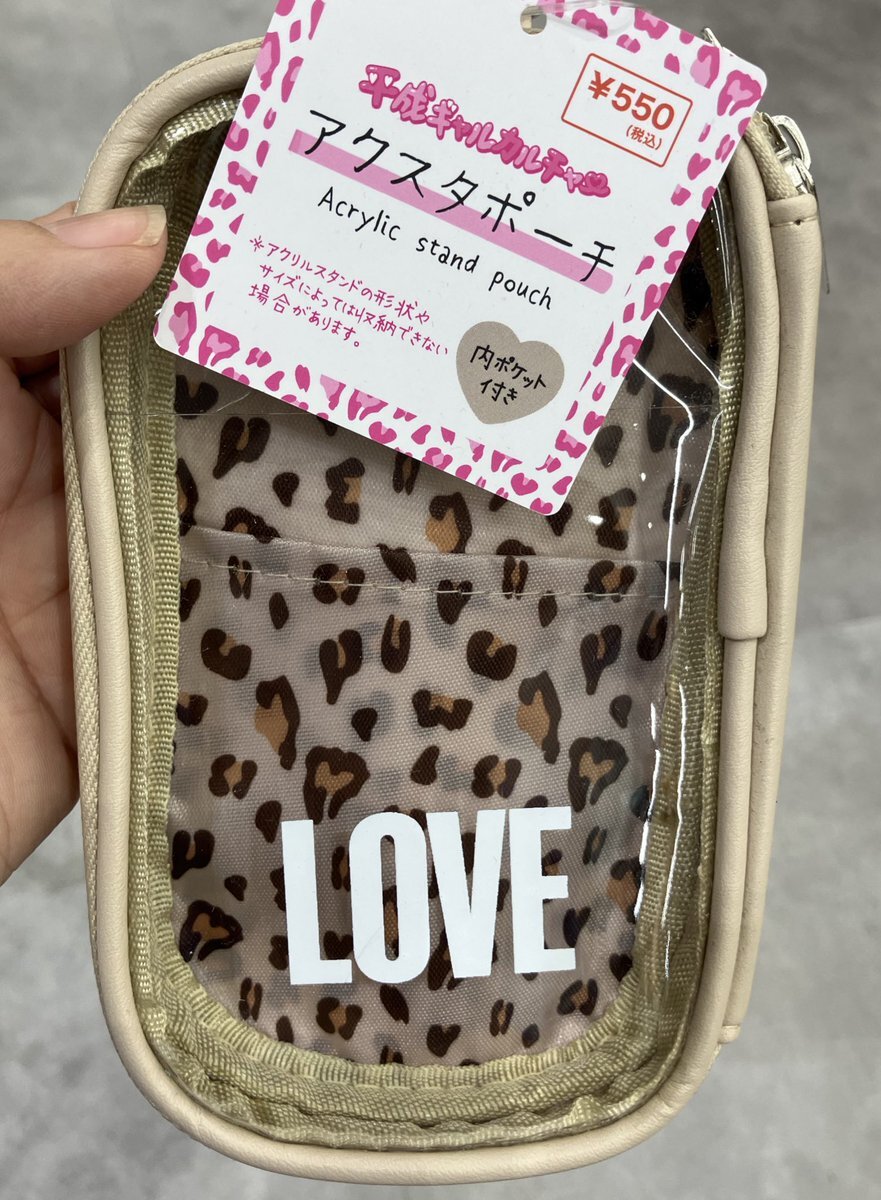 ¥550
(税込)
平成ギャルカルチャー
アクスタポーチ
Acrylic stand pouch
※アクリルスタンドの形状や
サイズによっては収納できない
場合があります。
内ポケット
付き
LOVE